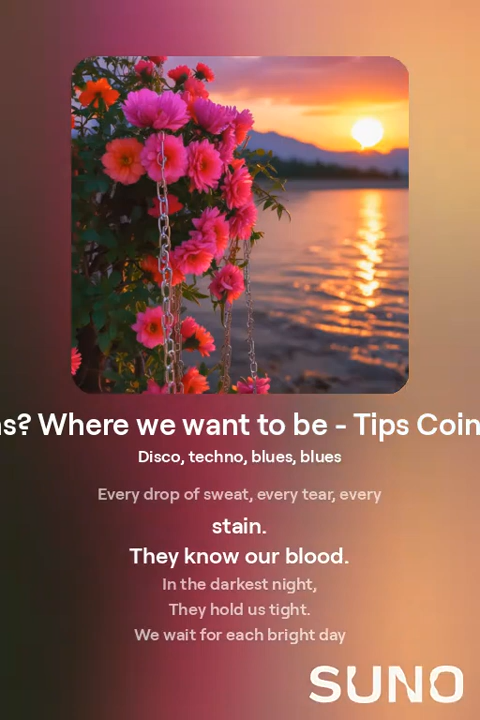 ns? Where we want to be - Tips Coin
Disco, techno, blues, blues
Every drop of sweat, every tear, every
stain.
They know our blood.
In the darkest night,
They hold us tight.
We wait for each bright day
SUNO